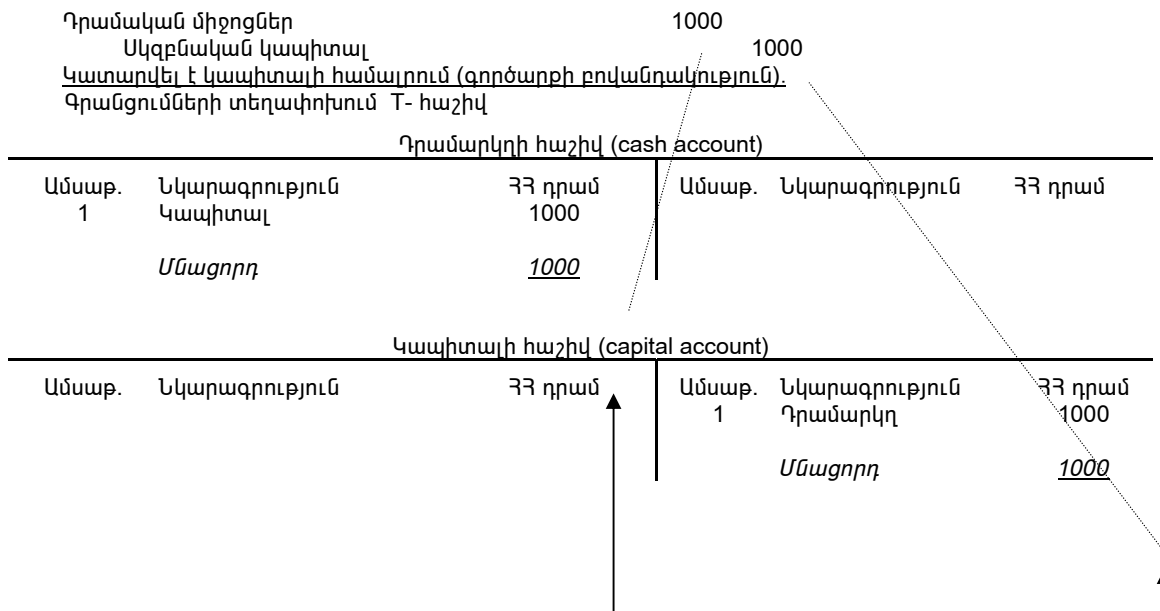 Դրամական միջոցներ 1000
Սկզբնական կապիտալ 1000
Կատարվել է կապիտալի համալրում (գործարքի բովանդակություն).
Գրանցումների տեղափոխում T- հաշիվ
Դրամարկղի հաշիվ (cash account)
Ամսաթ. Նկարագրություն ՀՀ դրամ Ամսաթ. Նկարագրություն ՀՀ դրամ
1 Կապիտալ 1000
Մնացորդ 1000
Կապիտալի հաշիվ (capital account)
Ամսաթ. Նկարագրություն ՀՀ դրամ Ամսաթ. Նկարագրություն ՀՀ դրամ
1 Դրամարկղ 1000
Մնացորդ 1000